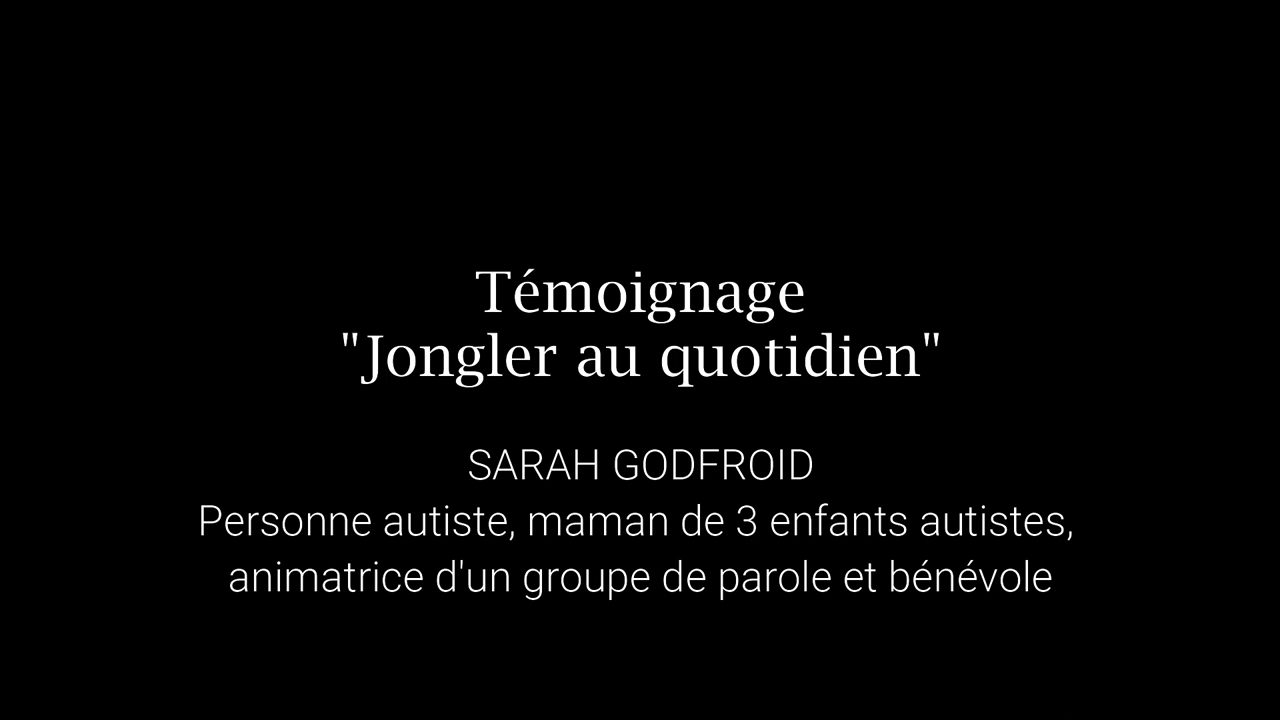 Témoignage
"Jongler au quotidien"
SARAH GODFROID
Personne autiste, maman de 3 enfants autistes,
animatrice d'un groupe de parole et bénévole